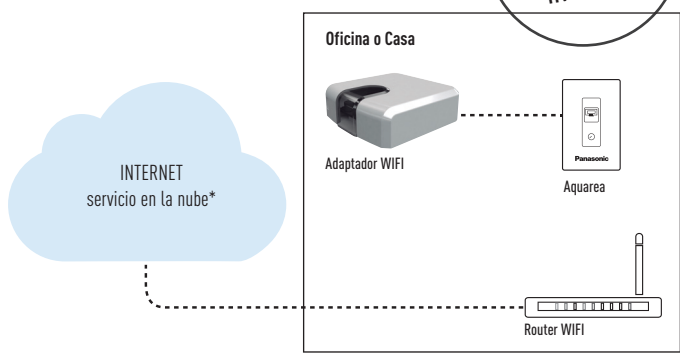 Oficina o Casa
Adaptador WIFI
Panasonic
Aquarea
INTERNET
servicio en la nube*
Router WIFI